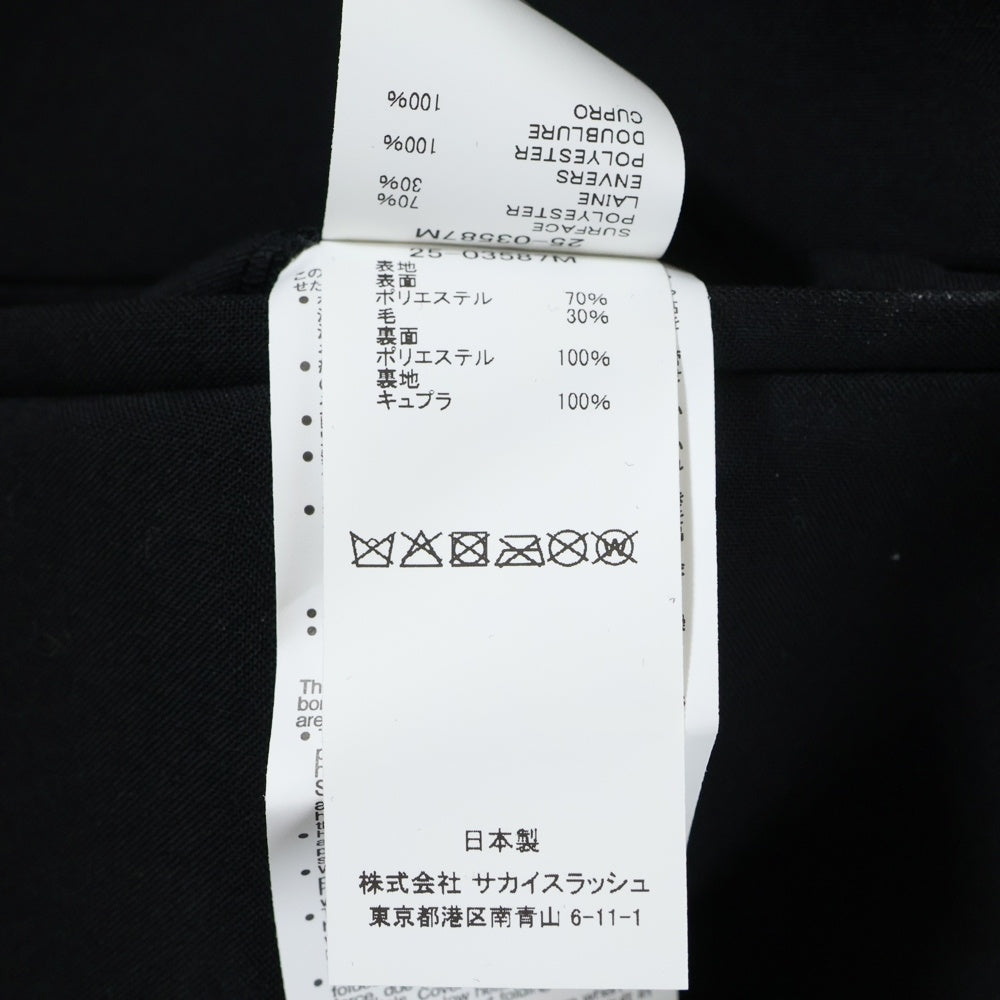 25-03587M
SURFACE
POLYESTER 70%
LAINE 30%
ENVERS
POLYESTER 100%
DOUBLURE
CUPRO 100%
25-03587M
表地
表面
ポリエステル 70%
毛 30%
裏面
ポリエステル 100%
裏地
キュプラ 100%
W
日本製
株式会社 サカイスラッシュ
東京都港区南青山 6-11-1